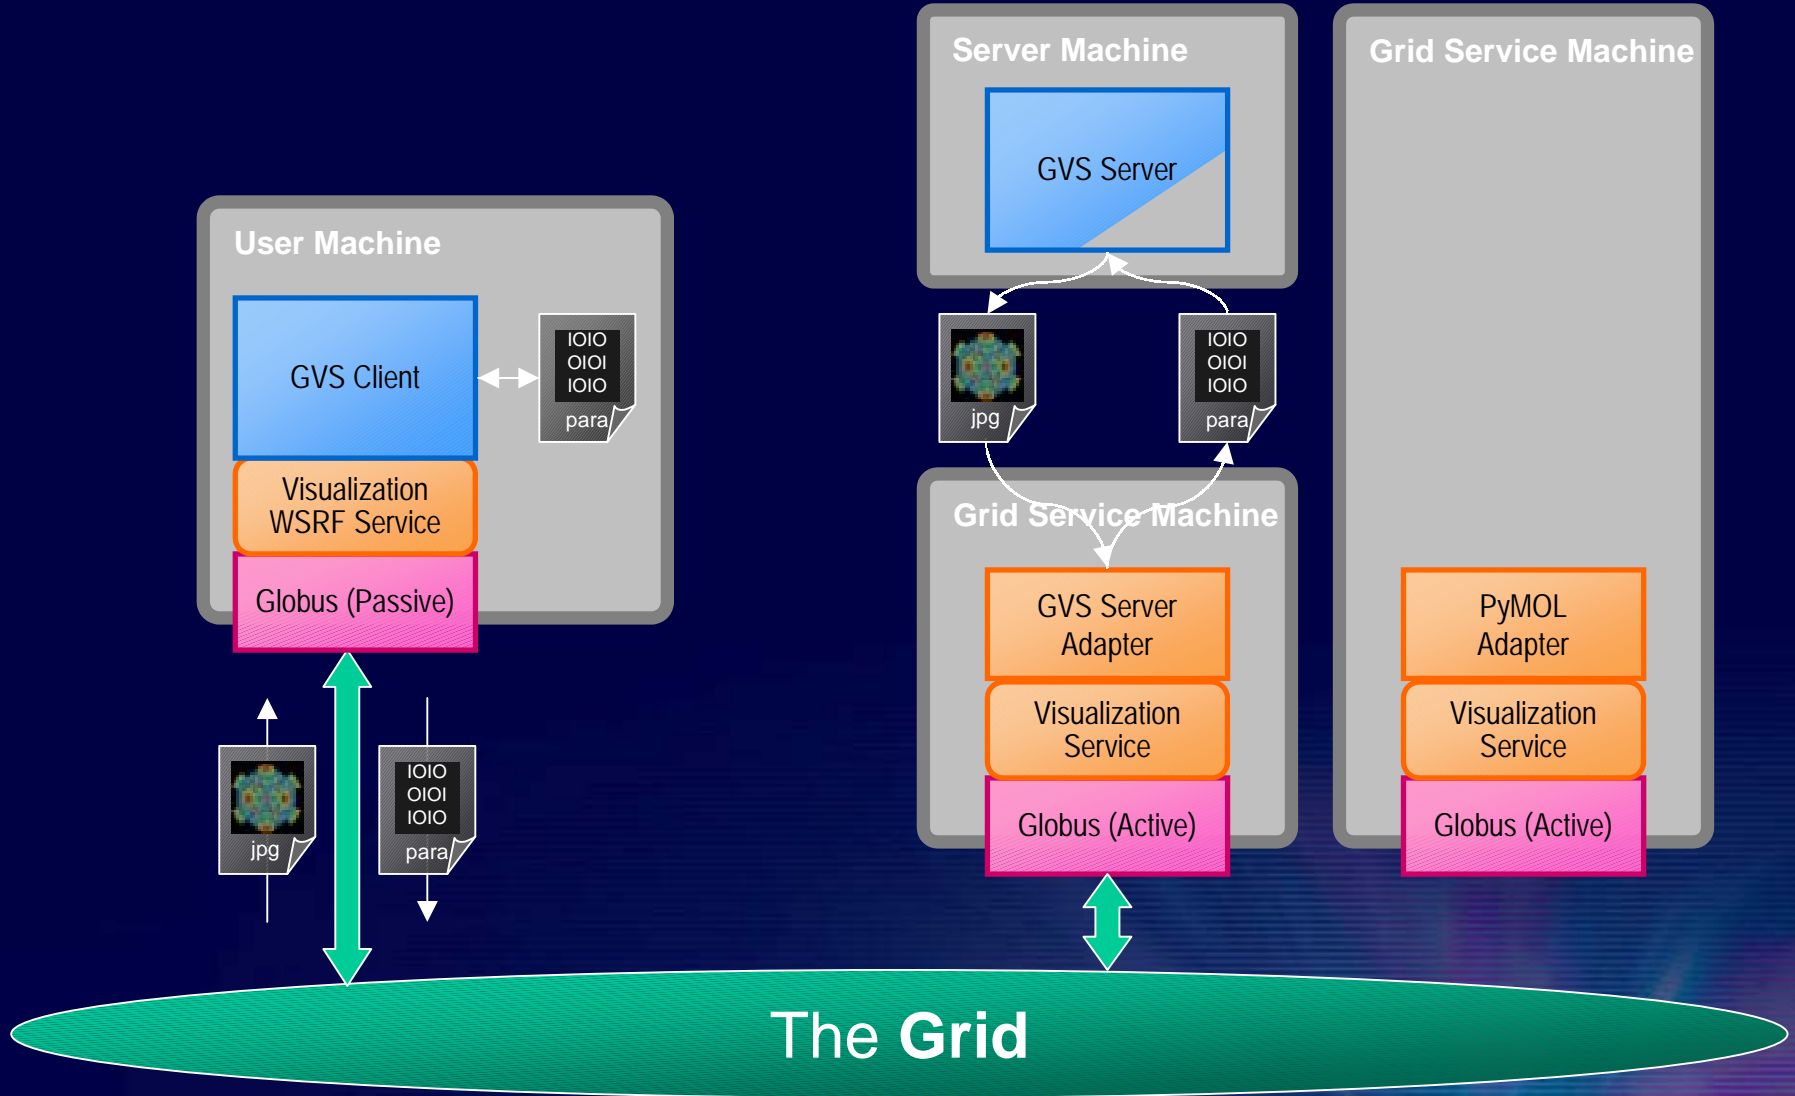 Server Machine
GVS Server
Grid Service Machine
User Machine
GVS Client
IOIO
OIOI
IOIO
para
Visualization
WSRF Service
Globus (Passive)
jpg
IOIO
OIOI
IOIO
para
jpg
IOIO
OIOI
IOIO
para
Grid Service Machine
GVS Server
Adapter
Visualization
Service
Globus (Active)
PyMOL
Adapter
Visualization
Service
Globus (Active)
The Grid